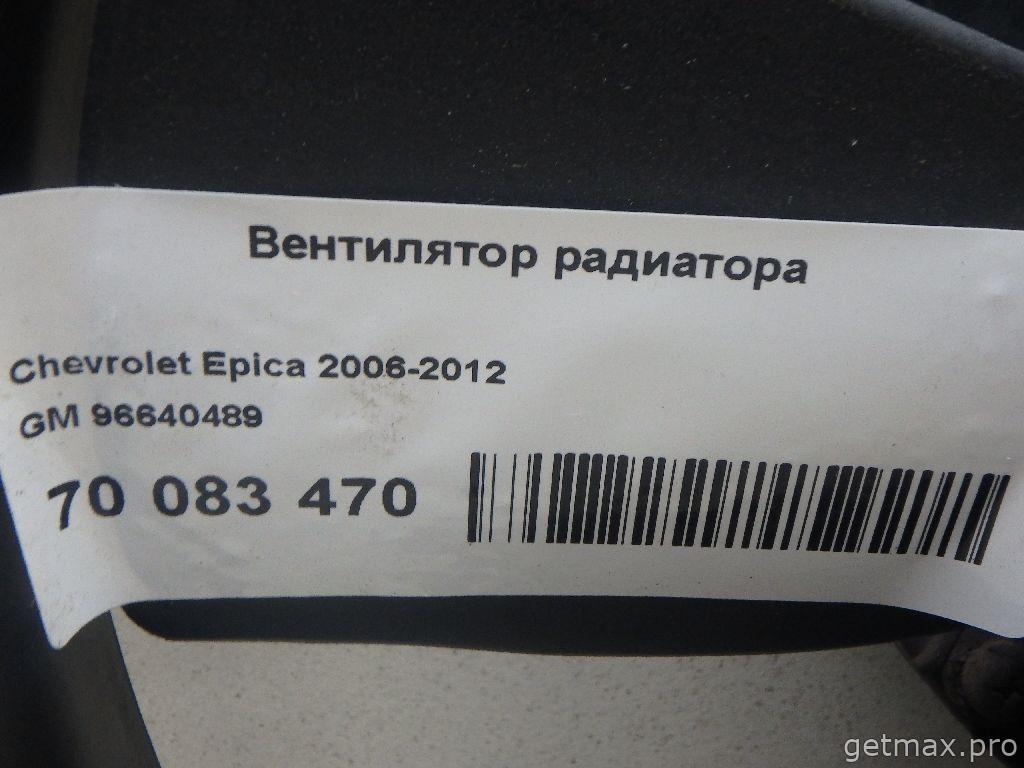 Вентилятор радиатора
Chevrolet Epica 2006-2012
GM 96640489
70 083 470
getmax.pro